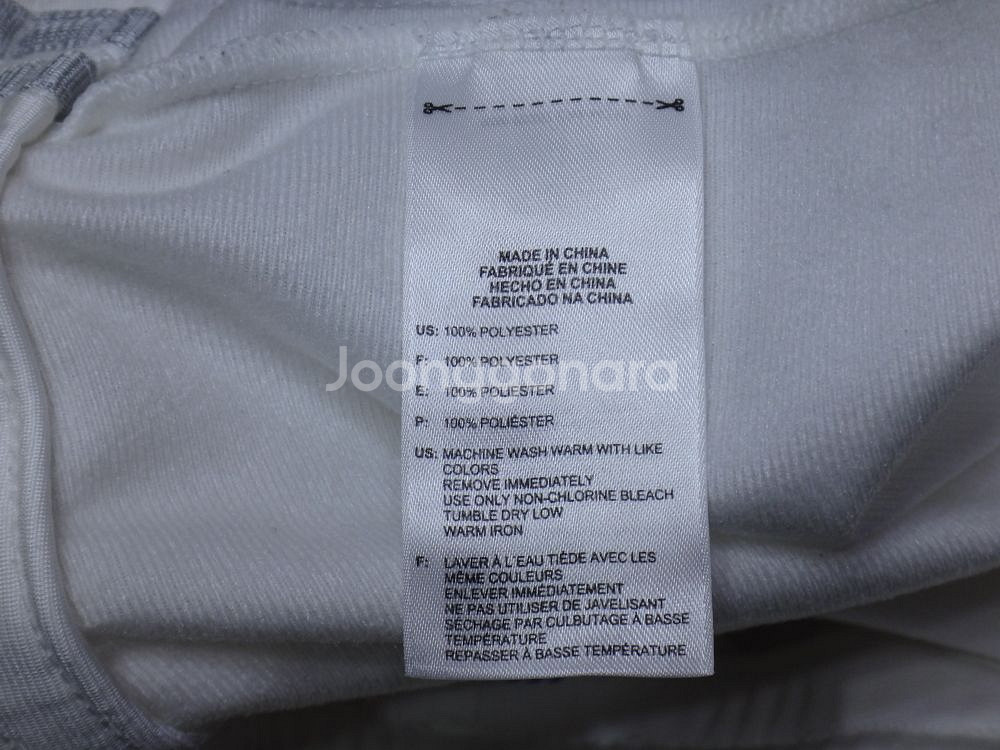 MADE IN CHINA
FABRIQUÉ EN CHINE
HECHO EN CHINA
FABRICADO NA CHINA
US: 100% POLYESTER
F: 100% POLYESTER
Joonggonara
E: 100% POLIESTER
P: 100% POLIÉSTER
US: MACHINE WASH WARM WITH LIKE
COLORS
REMOVE IMMEDIATELY
USE ONLY NON-CHLORINE BLEACH
TUMBLE DRY LOW
WARM IRON
F: LAVER À L'EAU TIÈDE AVEC LES
MÊME COULEURS
ENLEVER IMMÉDIATEMENT
NE PAS UTILISER DE JAVELISANT
SÉCHAGE PAR CULBUTAGE À BASSE
TEMPÉRATURE
REPASSER À BASSE TEMPÉRATURE